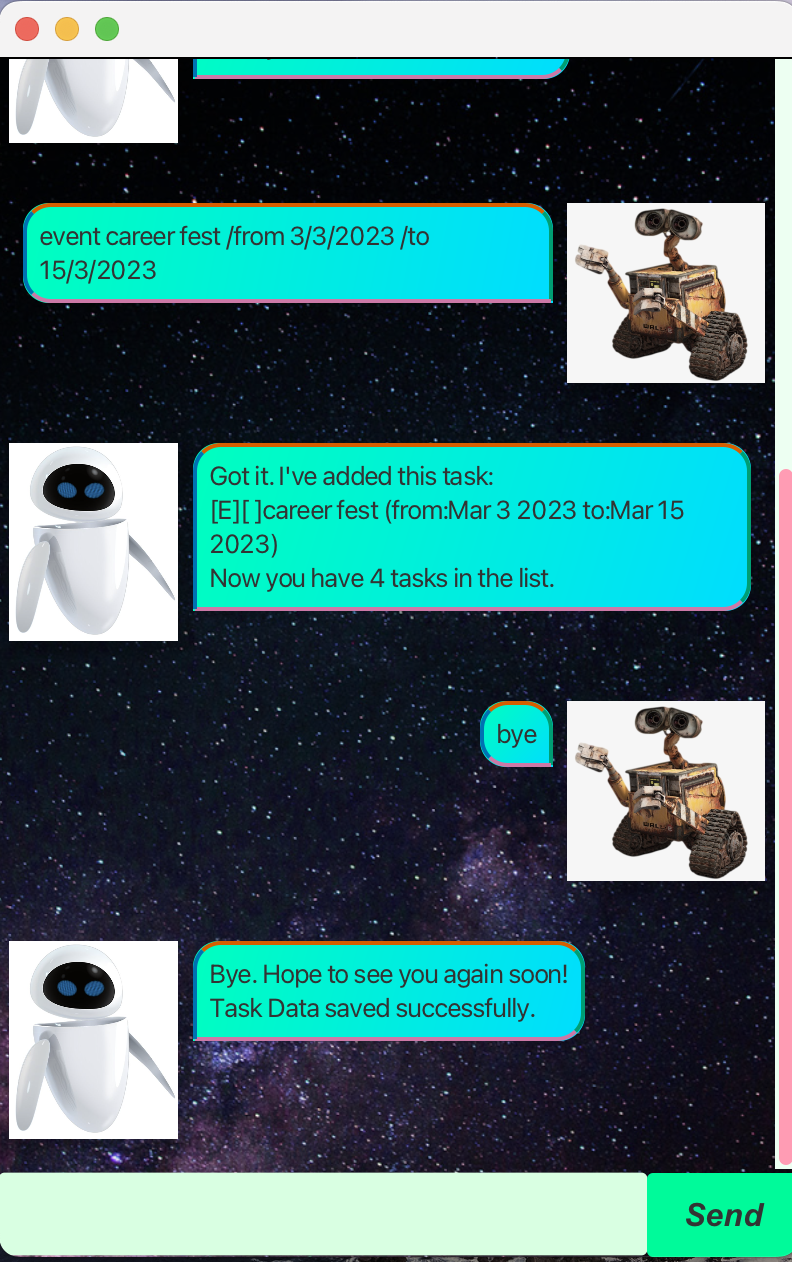 event career fest /from 3/3/2023 /to
15/3/2023
WALL·E
Got it. I've added this task:
[E][ ]career fest (from:Mar 3 2023 to:Mar 15
2023)
Now you have 4 tasks in the list.
bye
WALL·E
Bye. Hope to see you again soon!
Task Data saved successfully.
Send